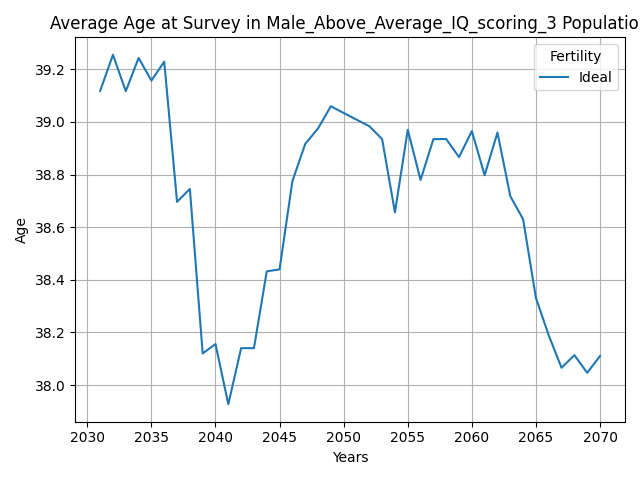 Average Age at Survey in Male_Above_Average_IQ_scoring_3 Populatio
Fertility
Ideal
Age
39.2
39.0
38.8
38.6
38.4
38.2
38.0
2030 2035 2040 2045 2050 2055 2060 2065 2070
Years